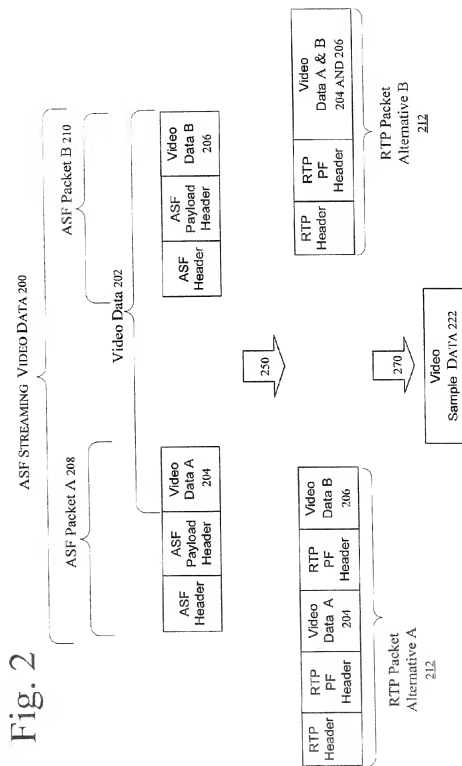 Fig. 2
ASF STREAMING VIDEO DATA 200
ASF Packet A 208
ASF Packet B 210
Video Data 202
ASF
Header
ASF
Payload
Header
Video
Data A
204
ASF
Header
ASF
Payload
Header
Video
Data B
206
250
RTP
Header
RTP
PF
Header
Video
Data A
204
RTP
PF
Header
Video
Data B
206
RTP Packet
Alternative A
212
RTP
Header
RTP
PF
Header
Video
Data A & B
204 AND 206
RTP Packet
Alternative B
212
270
Video
Sample DATA 222